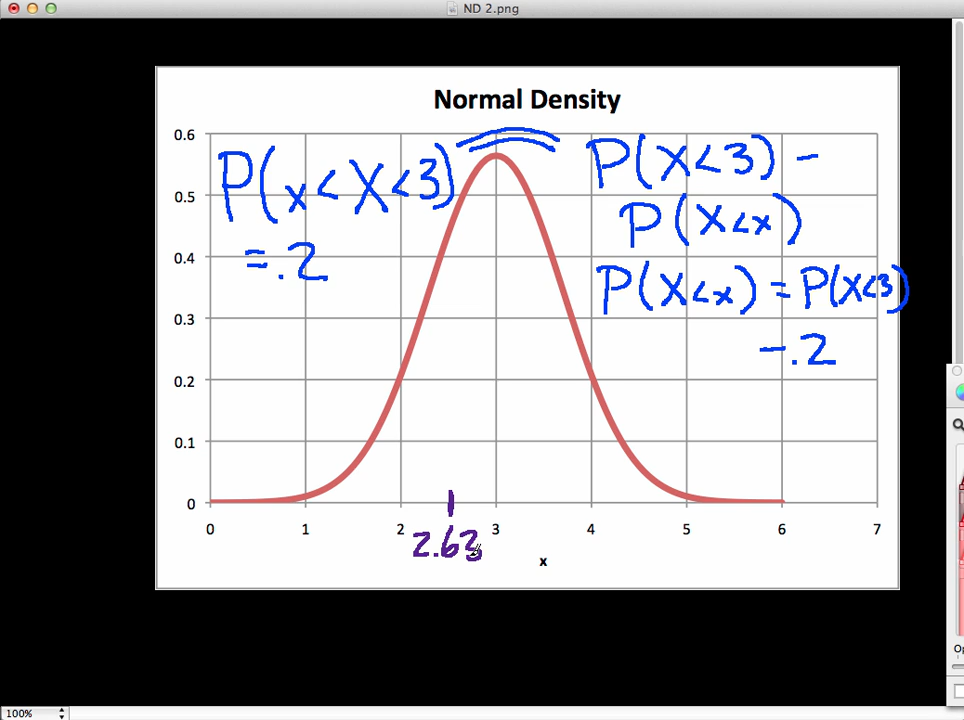 ND 2.png
Normal Density
0.6
0.5
0.4
0.3
0.2
0.1
0
0 1 2 3 4 5 6 7
x
P(x<X<3)
=.2
P(X<3) -
P(X<x)
P(X<x) = P(X<3)
-.2
2.63
100%